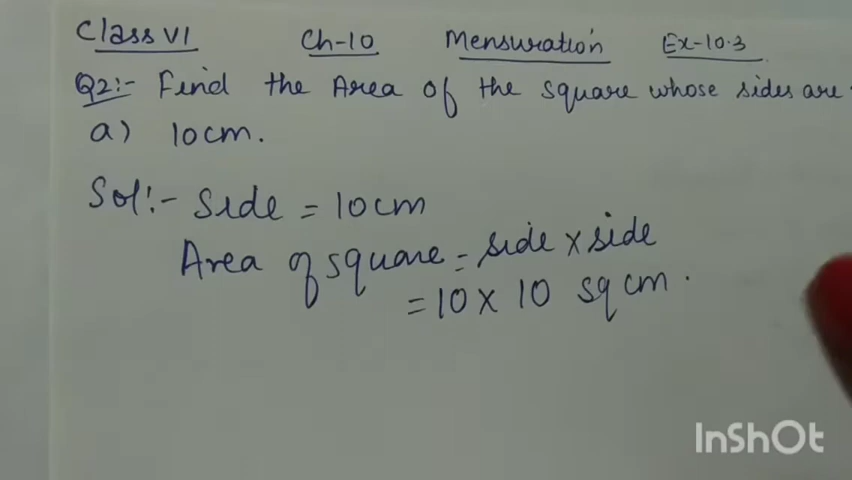 Class VI Ch-10 Mensuration Ex-10.3
Q2:- Find the Area of the square whose sides are
a) 10cm.
Sol:- Side = 10cm
Area of square = side x side
= 10 x 10 sq cm.
InShOt